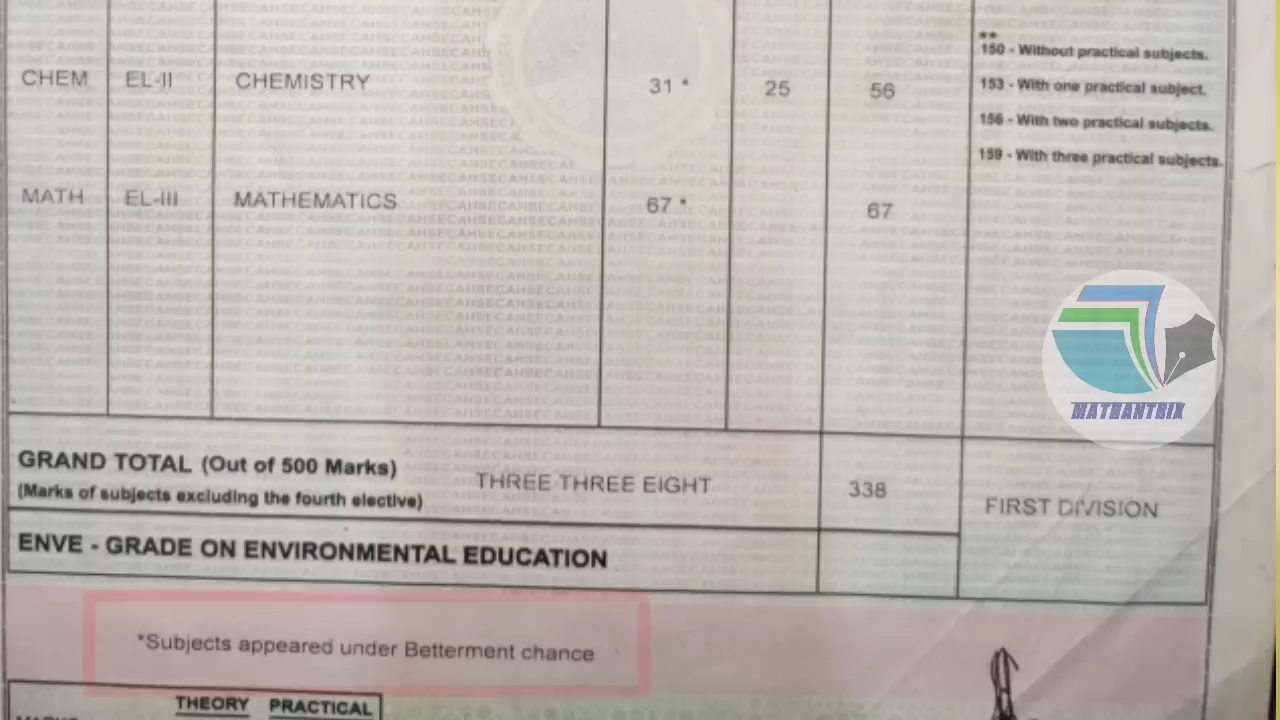 **
150 - Without practical subjects.
CHEM EL-II CHEMISTRY 31 * 25 56
153 - With one practical subject.
156 - With two practical subjects.
159 - With three practical subjects.
MATH EL-III MATHEMATICS 67 * 67
MATHANTRIX
GRAND TOTAL (Out of 500 Marks) THREE THREE EIGHT 338
(Marks of subjects excluding the fourth elective)
FIRST DIVISION
ENVE - GRADE ON ENVIRONMENTAL EDUCATION
*Subjects appeared under Betterment chance
THEORY PRACTICAL